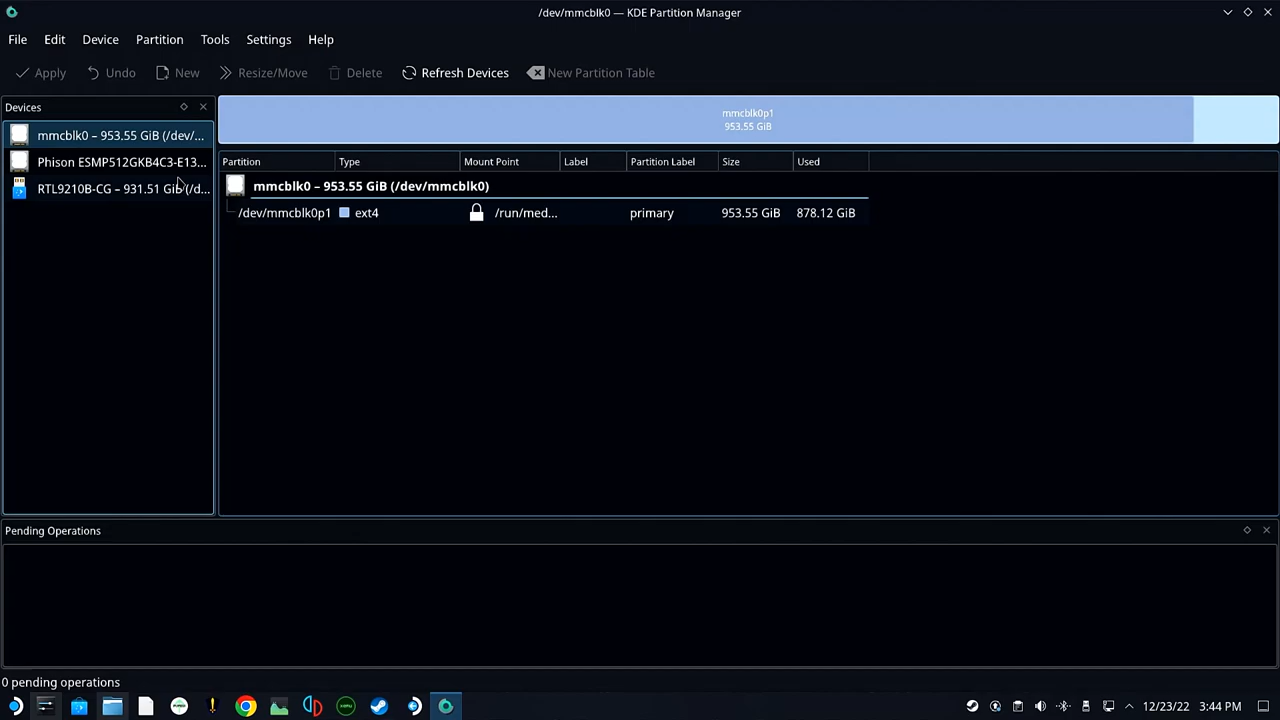 /dev/mmcblk0 — KDE Partition Manager
File Edit Device Partition Tools Settings Help
Apply Undo New Resize/Move Delete Refresh Devices New Partition Table
Devices
mmcblk0 – 953.55 GiB (/dev/...
Phison ESMP512GKB4C3-E13...
RTL9210B-CG – 931.51 GiB (/d...
mmcblk0p1
953.55 GiB
Partition Type Mount Point Label Partition Label Size Used
mmcblk0 – 953.55 GiB (/dev/mmcblk0)
/dev/mmcblk0p1 ext4 /run/med... primary 953.55 GiB 878.12 GiB
Pending Operations
0 pending operations
12/23/22 3:44 PM